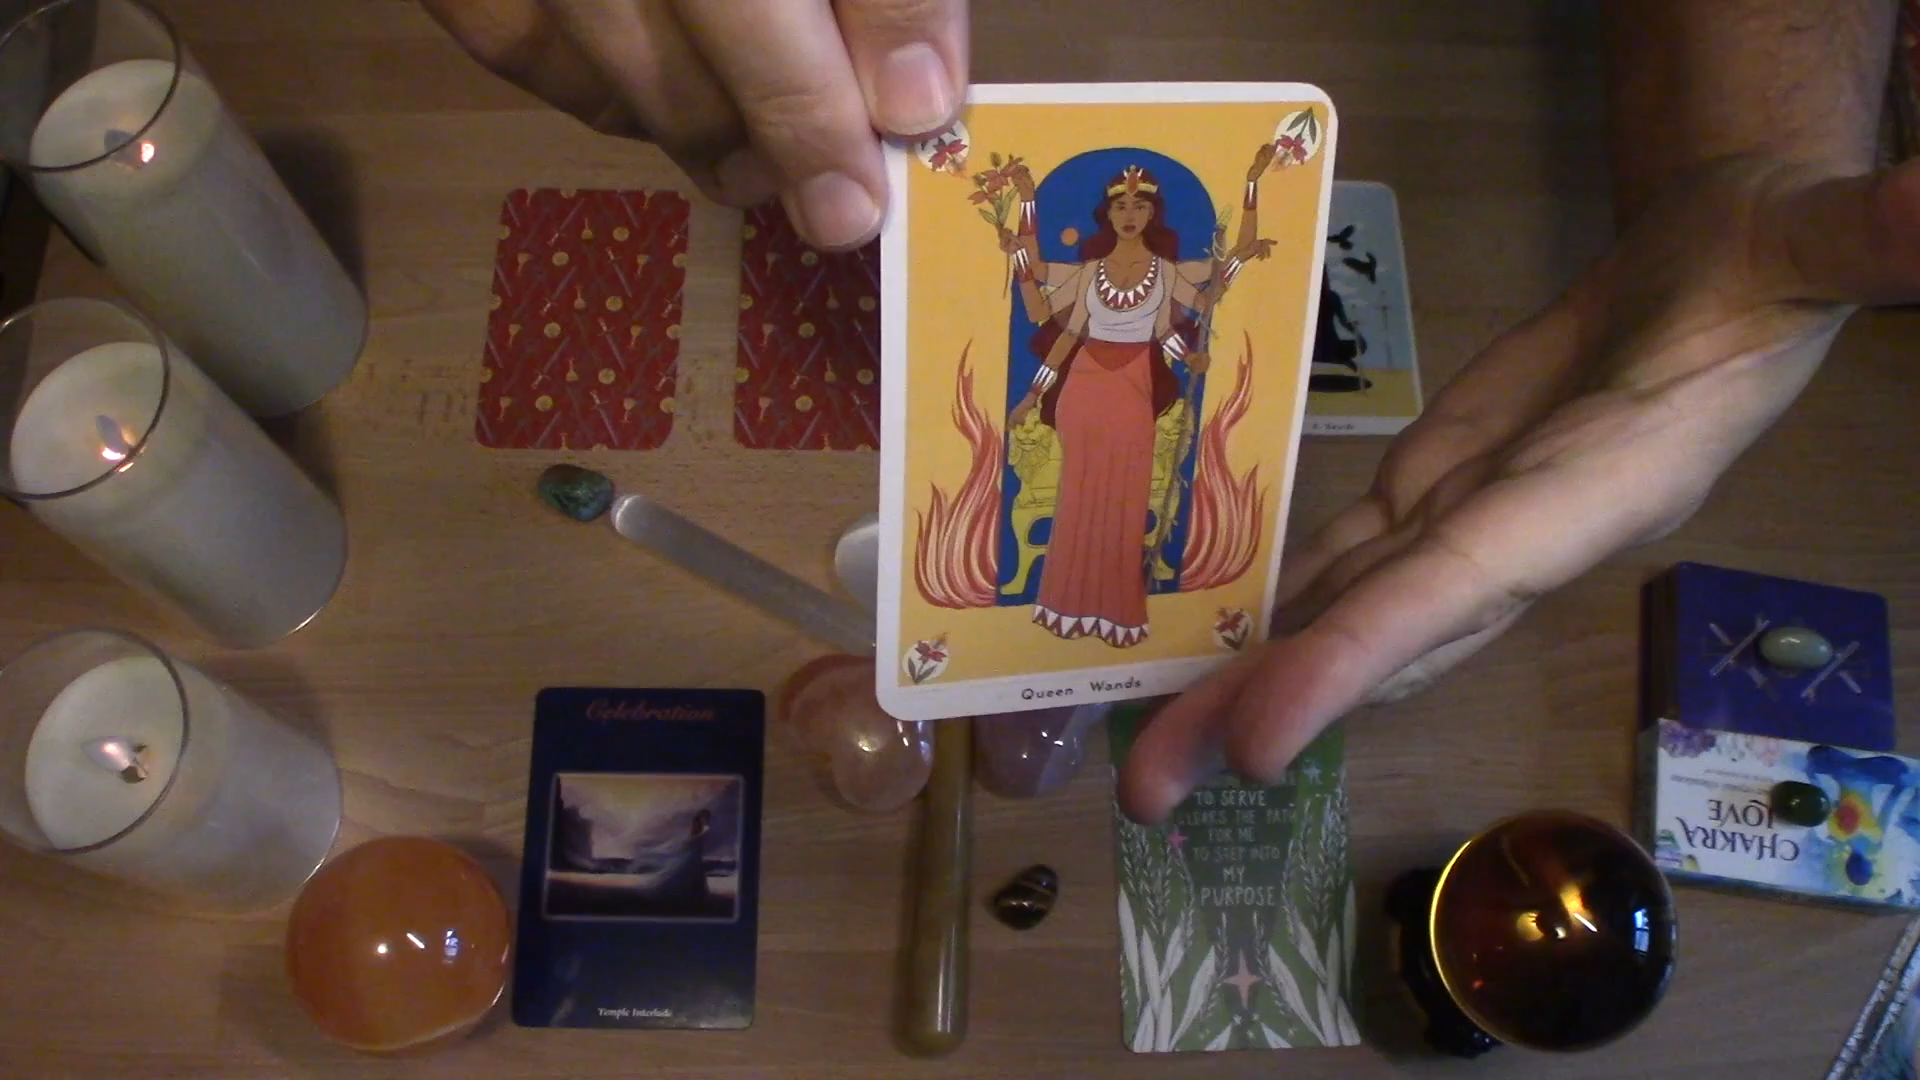 Queen Wands
Celebration
Temple Interlude
TO SERVE
CLEARS THE PATH
FOR ME
TO STEP INTO
MY
PURPOSE
CHAKRA
LOVE